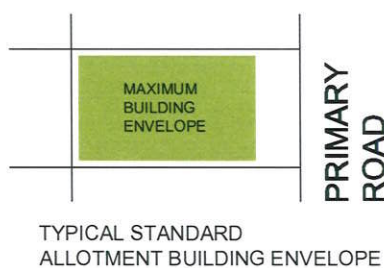 MAXIMUM
BUILDING
ENVELOPE
PRIMARY
ROAD
TYPICAL STANDARD
ALLOTMENT BUILDING ENVELOPE